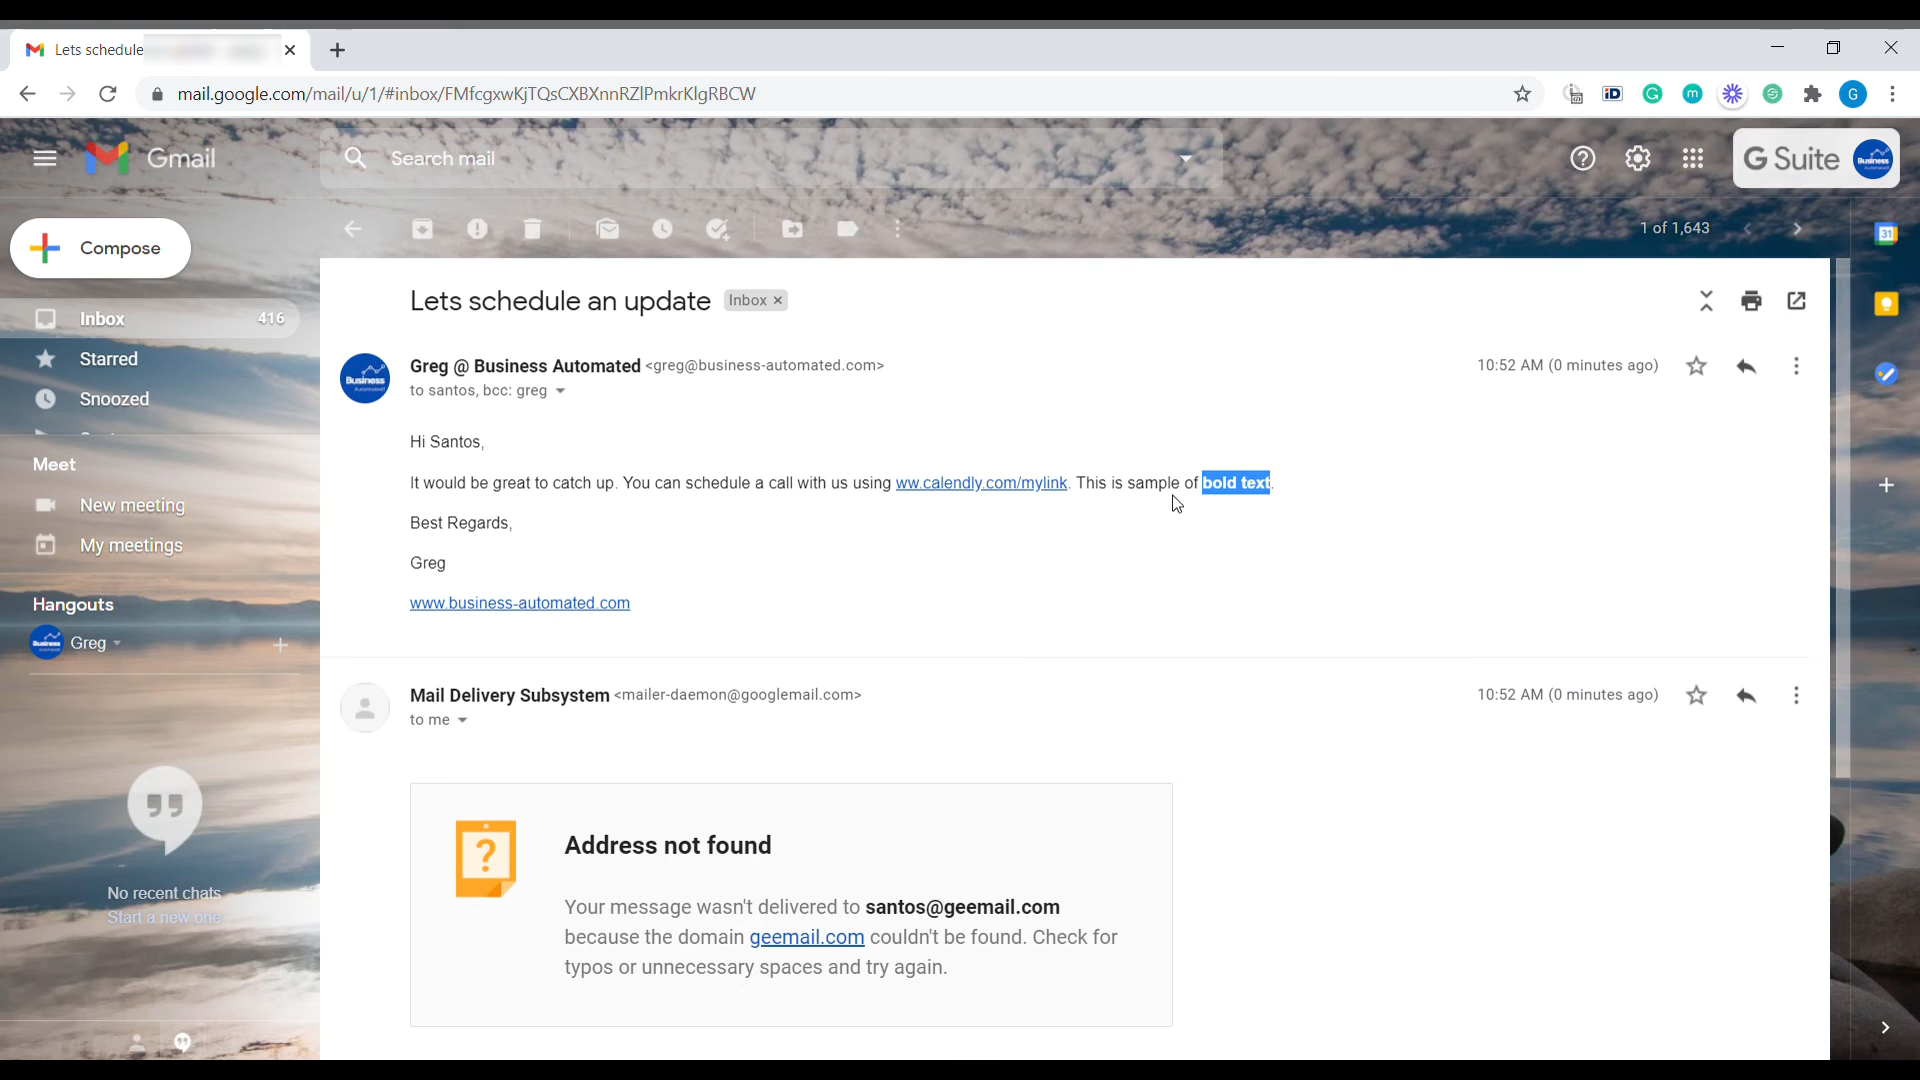 Lets schedule
mail.google.com/mail/u/1/#inbox/FMfcgxwKjTQsCXBXnnRZlPmkrKlgRBCW
iD
G
m
G
Gmail
Search mail
G Suite
Business
Compose
1 of 1,643
31
Lets schedule an update Inbox ×
Inbox 416
Starred
Snoozed
Meet
New meeting
My meetings
Hangouts
Greg
No recent chats
Start a new one
Business
Greg @ Business Automated <greg@business-automated.com>
10:52 AM (0 minutes ago)
to santos, bcc: greg
Hi Santos,
It would be great to catch up. You can schedule a call with us using ww.calendly.com/mylink. This is sample of bold text.
Best Regards,
Greg
www.business-automated.com
Mail Delivery Subsystem <mailer-daemon@googlemail.com>
10:52 AM (0 minutes ago)
to me
Address not found
Your message wasn't delivered to santos@geemail.com
because the domain geemail.com couldn't be found. Check for
typos or unnecessary spaces and try again.